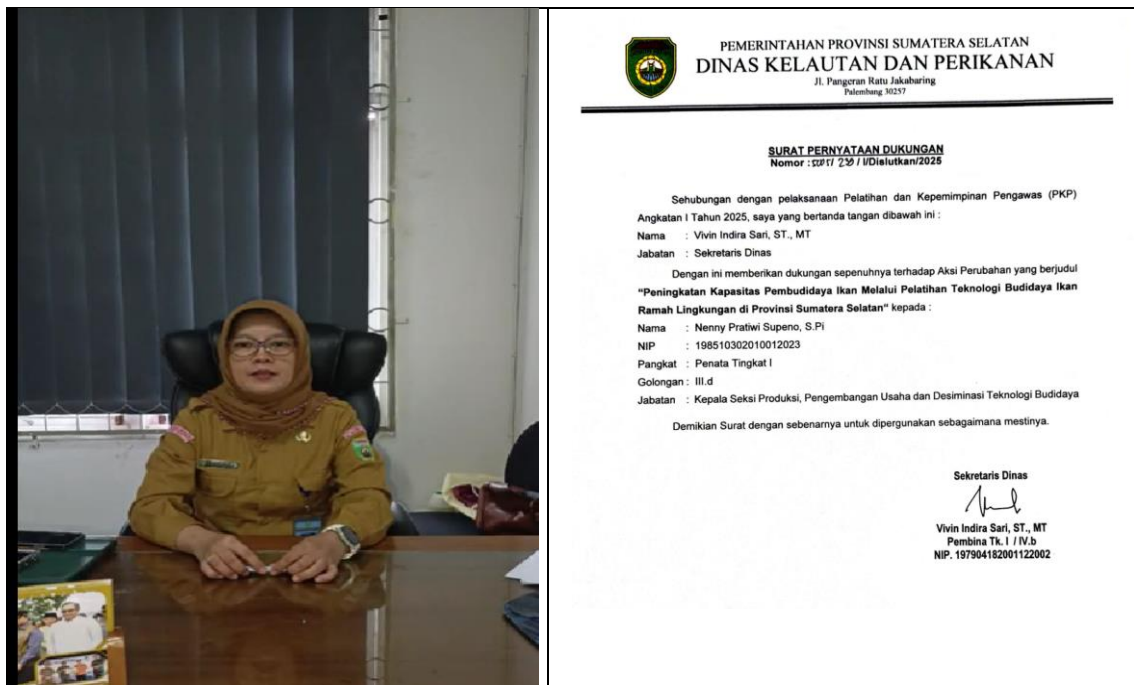 PEMERINTAHAN PROVINSI SUMATERA SELATAN
DINAS KELAUTAN DAN PERIKANAN
Jl. Pangeran Ratu Jakabaring
Palembang 30257
SURAT PERNYATAAN DUKUNGAN
Nomor : / I/Dislutkan/2025
Sehubungan dengan pelaksanaan Pelatihan dan Kepemimpinan Pengawas (PKP)
Angkatan I Tahun 2025, saya yang bertanda tangan dibawah ini :
Nama : Vivin Indira Sari, ST., MT
Jabatan : Sekretaris Dinas
Dengan ini memberikan dukungan sepenuhnya terhadap Aksi Perubahan yang berjudul
“Peningkatan Kapasitas Pembudidaya Ikan Melalui Pelatihan Teknologi Budidaya Ikan
Ramah Lingkungan di Provinsi Sumatera Selatan“ kepada :
Nama : Nenny Pratiwi Supeno, S.Pi
NIP : 198510302010012023
Pangkat : Penata Tingkat I
Golongan : III.d
Jabatan : Kepala Seksi Produksi, Pengembangan Usaha dan Desiminasi Teknologi Budidaya
Demikian Surat dengan sebenarnya untuk dipergunakan sebagaimana mestinya.
Sekretaris Dinas
Vivin Indira Sari, ST., MT
Pembina Tk. I / IV.b
NIP. 197904182001122002